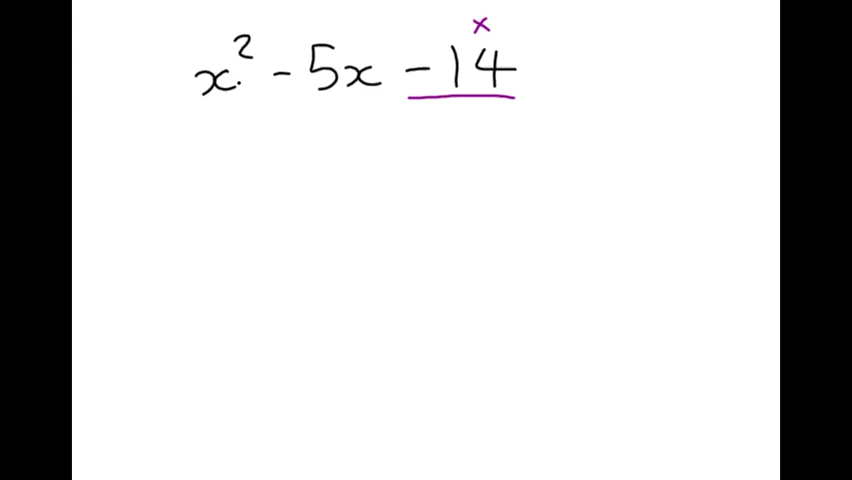 ×
x² - 5x - 14